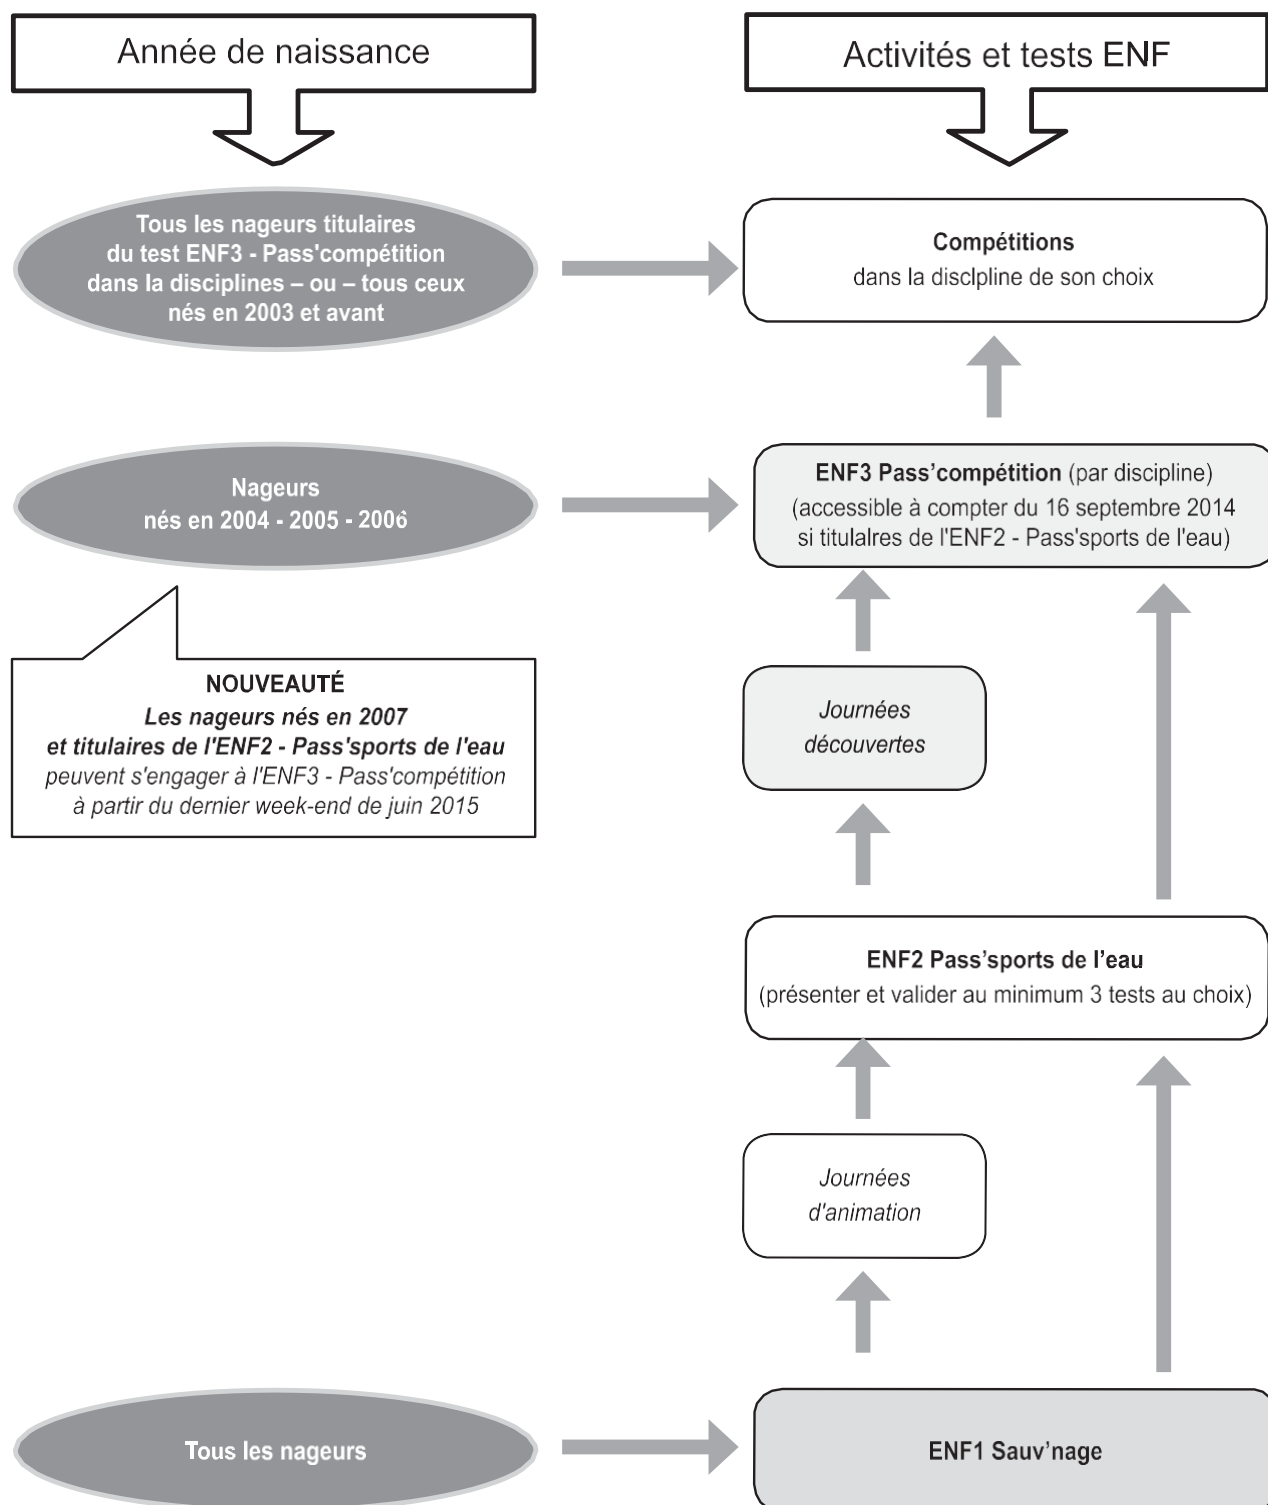 Année de naissance
Activités et tests ENF
Tous les nageurs titulaires
du test ENF3 - Pass'compétition
dans la disciplines – ou – tous ceux
nés en 2003 et avant
Compétitions
dans la disclpline de son choix
Nageurs
nés en 2004 - 2005 - 2006
ENF3 Pass’compétition (par discipline)
(accessible à compter du 16 septembre 2014
si titulalres de l'ENF2 - Pass'sports de l'eau)
NOUVEAUTÉ
Les nageurs nés en 2007
et titulaires de l'ENF2 - Pass'sports de l'eau
peuvent s'engager à l'ENF3 - Pass'compétition
à partir du dernier week-end de juin 2015
Journées
découvertes
ENF2 Pass’sports de l’eau
(présenter et valider au minimum 3 tests au choix)
Journées
d'animation
Tous les nageurs
ENF1 Sauv’nage